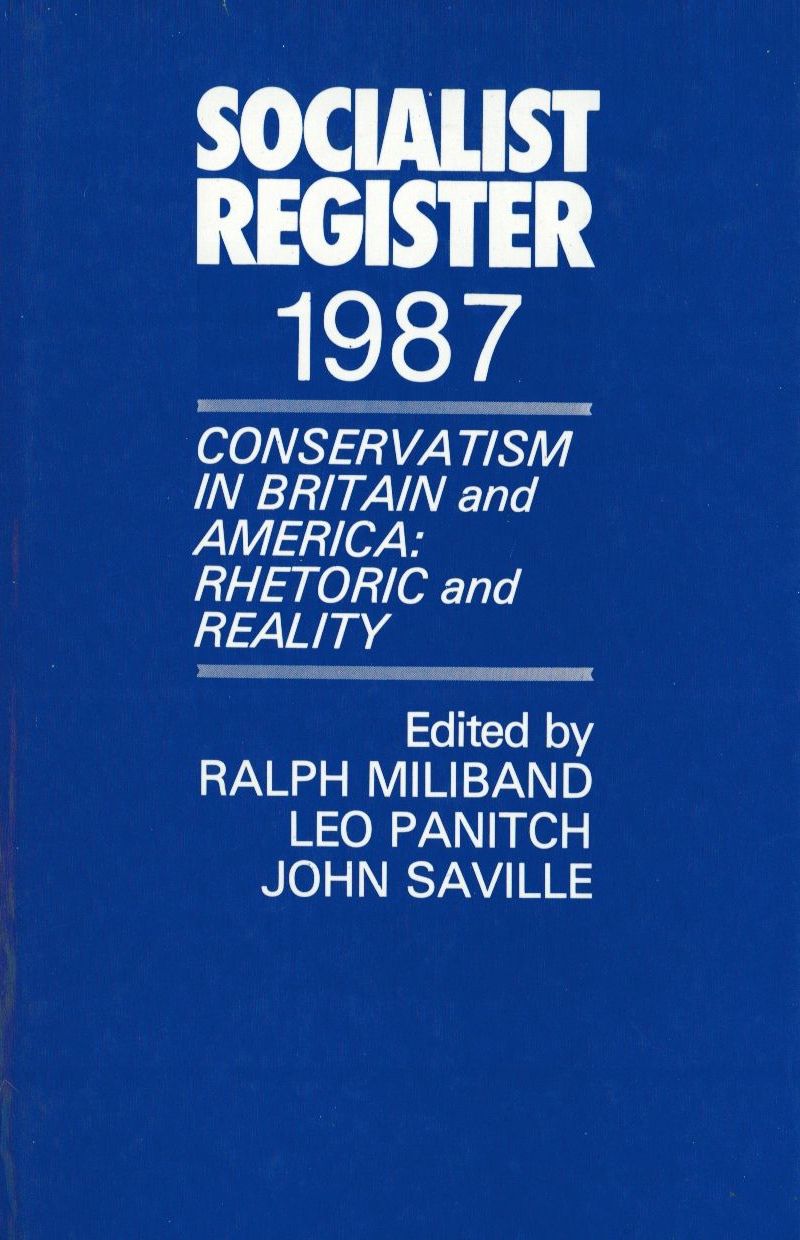 SOCIALIST
REGISTER
1987
CONSERVATISM
IN BRITAIN and
AMERICA:
RHETORIC and
REALITY
Edited by
RALPH MILIBAND
LEO PANITCH
JOHN SAVILLE